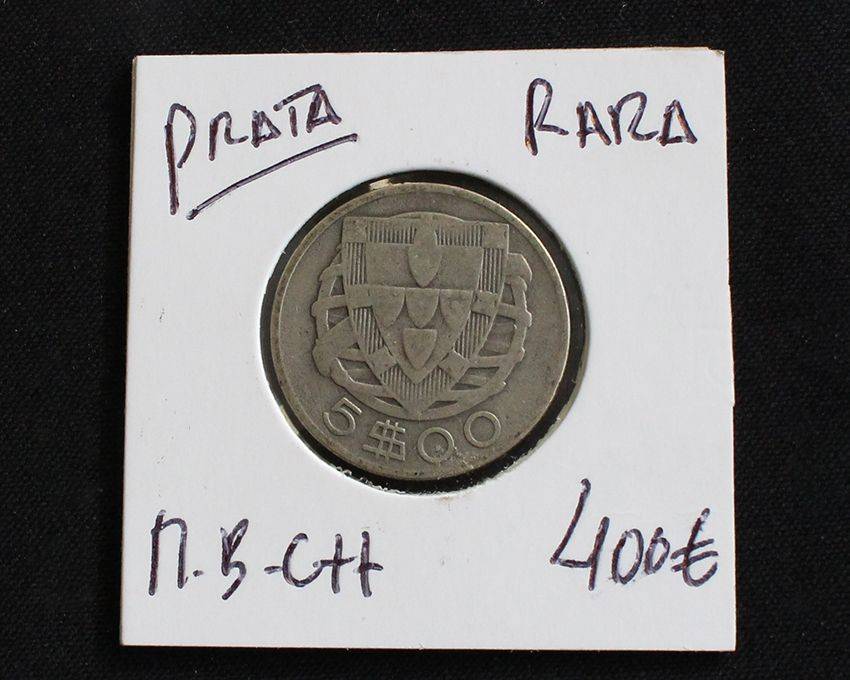 PRATA
RARA
5$00
M.B-C++
400€